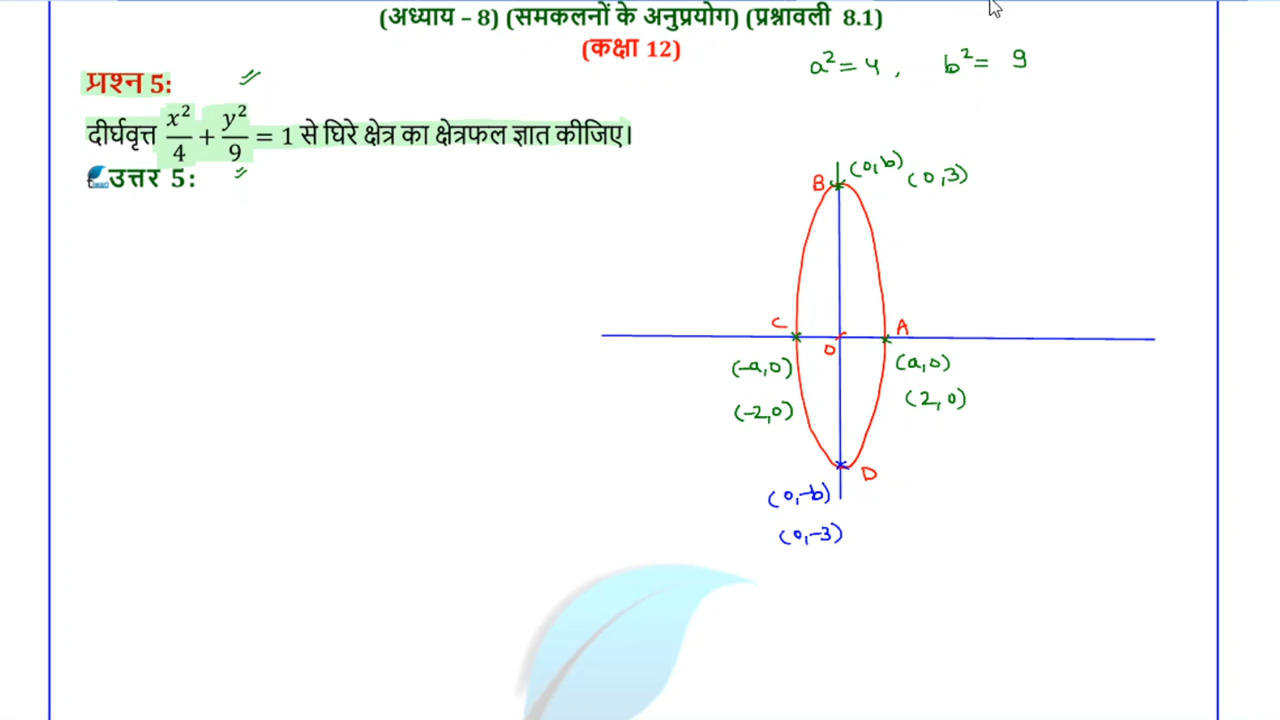 (अध्याय – 8) (समकलनों के अनुप्रयोग) (प्रश्नावली 8.1)
(कक्षा 12)
a² = 4 , b² = 9
प्रश्न 5:
दीर्घवृत्त x²/4 + y²/9 = 1 से घिरे क्षेत्र का क्षेत्रफल ज्ञात कीजिए।
उत्तर 5:
B (0,b) (0,3)
C A
O
(-a,0) (a,0)
(-2,0) (2,0)
D
(0,-b)
(0,-3)